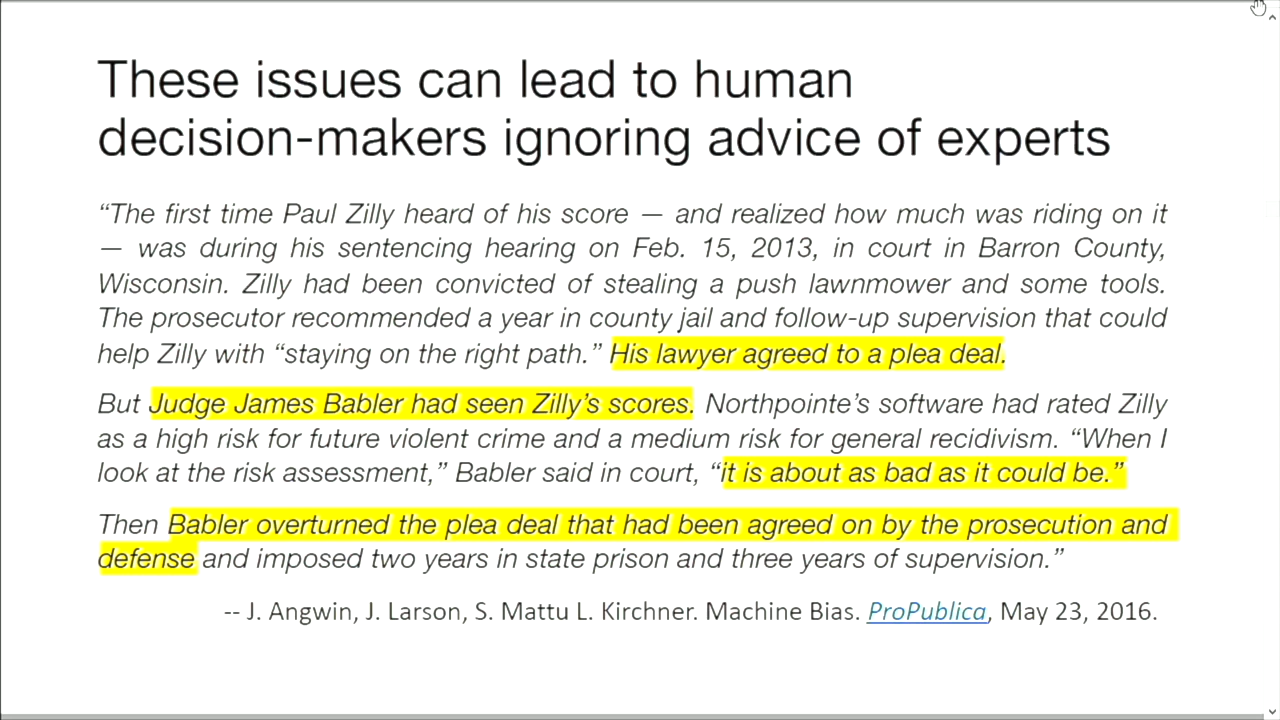 These issues can lead to human
decision-makers ignoring advice of experts
“The first time Paul Zilly heard of his score — and realized how much was riding on it
— was during his sentencing hearing on Feb. 15, 2013, in court in Barron County,
Wisconsin. Zilly had been convicted of stealing a push lawnmower and some tools.
The prosecutor recommended a year in county jail and follow-up supervision that could
help Zilly with “staying on the right path.” His lawyer agreed to a plea deal.
But Judge James Babler had seen Zilly’s scores. Northpointe’s software had rated Zilly
as a high risk for future violent crime and a medium risk for general recidivism. “When I
look at the risk assessment,” Babler said in court, “it is about as bad as it could be.”
Then Babler overturned the plea deal that had been agreed on by the prosecution and
defense and imposed two years in state prison and three years of supervision.”
-- J. Angwin, J. Larson, S. Mattu L. Kirchner. Machine Bias. ProPublica, May 23, 2016.